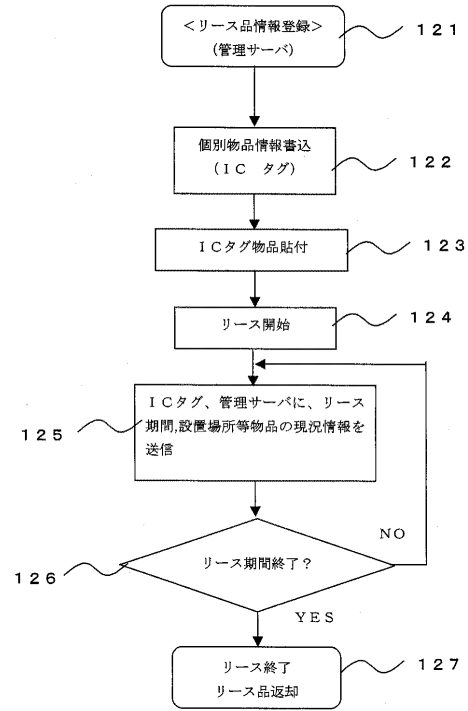 ＜リース品情報登録＞
（管理サーバ）
121
個別物品情報書込
（ＩＣ　タグ）
122
ＩＣタグ物品貼付
123
リース開始
124
ＩＣタグ、管理サーバに、リース
期間,設置場所等物品の現況情報を
送信
125
リース期間終了？
NO
126
YES
リース終了
リース品返却
127